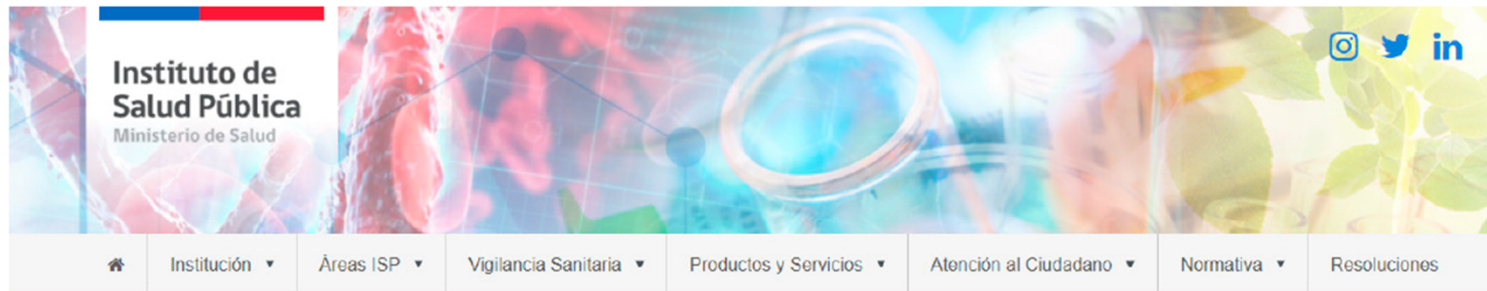 Instituto de
Salud Pública
Ministerio de Salud
in
Institución
Áreas ISP
Vigilancia Sanitaria
Productos y Servicios
Atención al Ciudadano
Normativa
Resoluciones